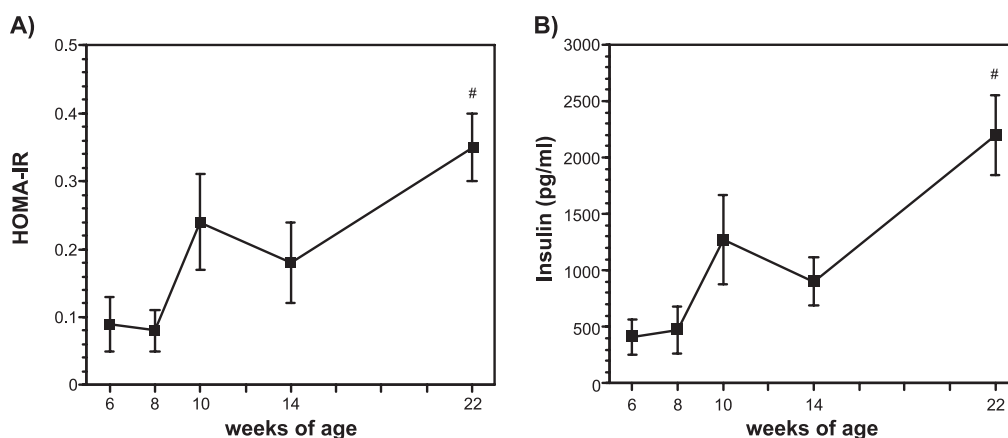 A)
HOMA-IR
0.5
0.4
0.3
0.2
0.1
0
#
6 8 10 14 22
weeks of age
B)
Insulin (pg/ml)
3000
2500
2000
1500
1000
500
0
#
6 8 10 14 22
weeks of age